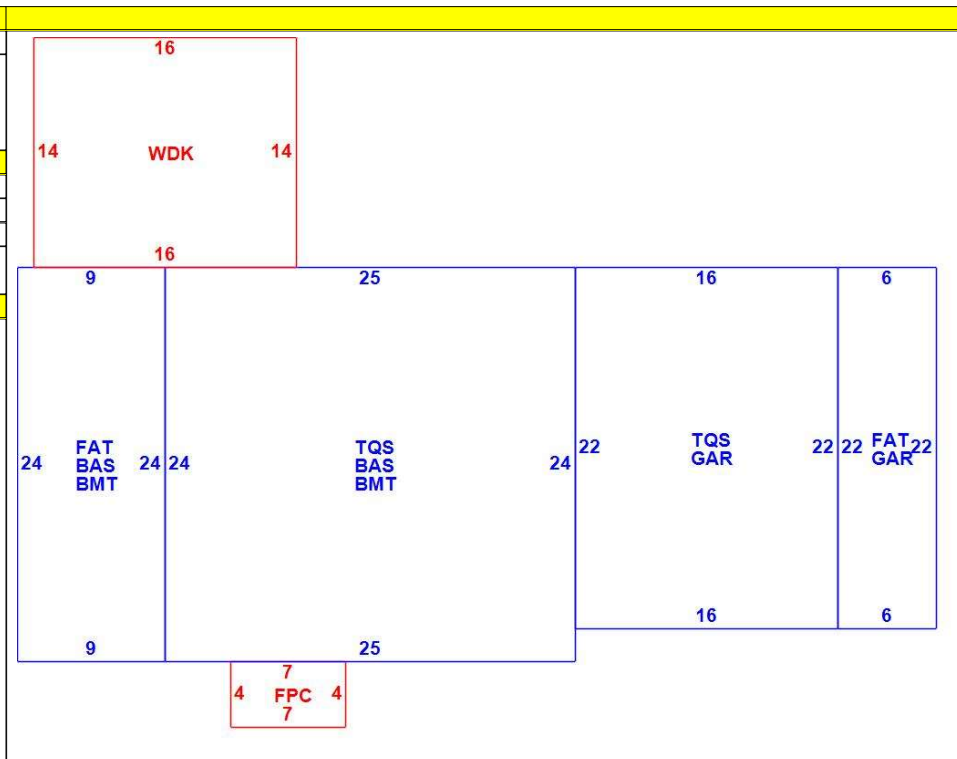 16
14 WDK 14
16
9 25 16 6
FAT
BAS
BMT
24 24
TQS
BAS
BMT
24 24
TQS
GAR
22 22
FAT
GAR
22 22
16 6
9 25
7
4 FPC 4
7